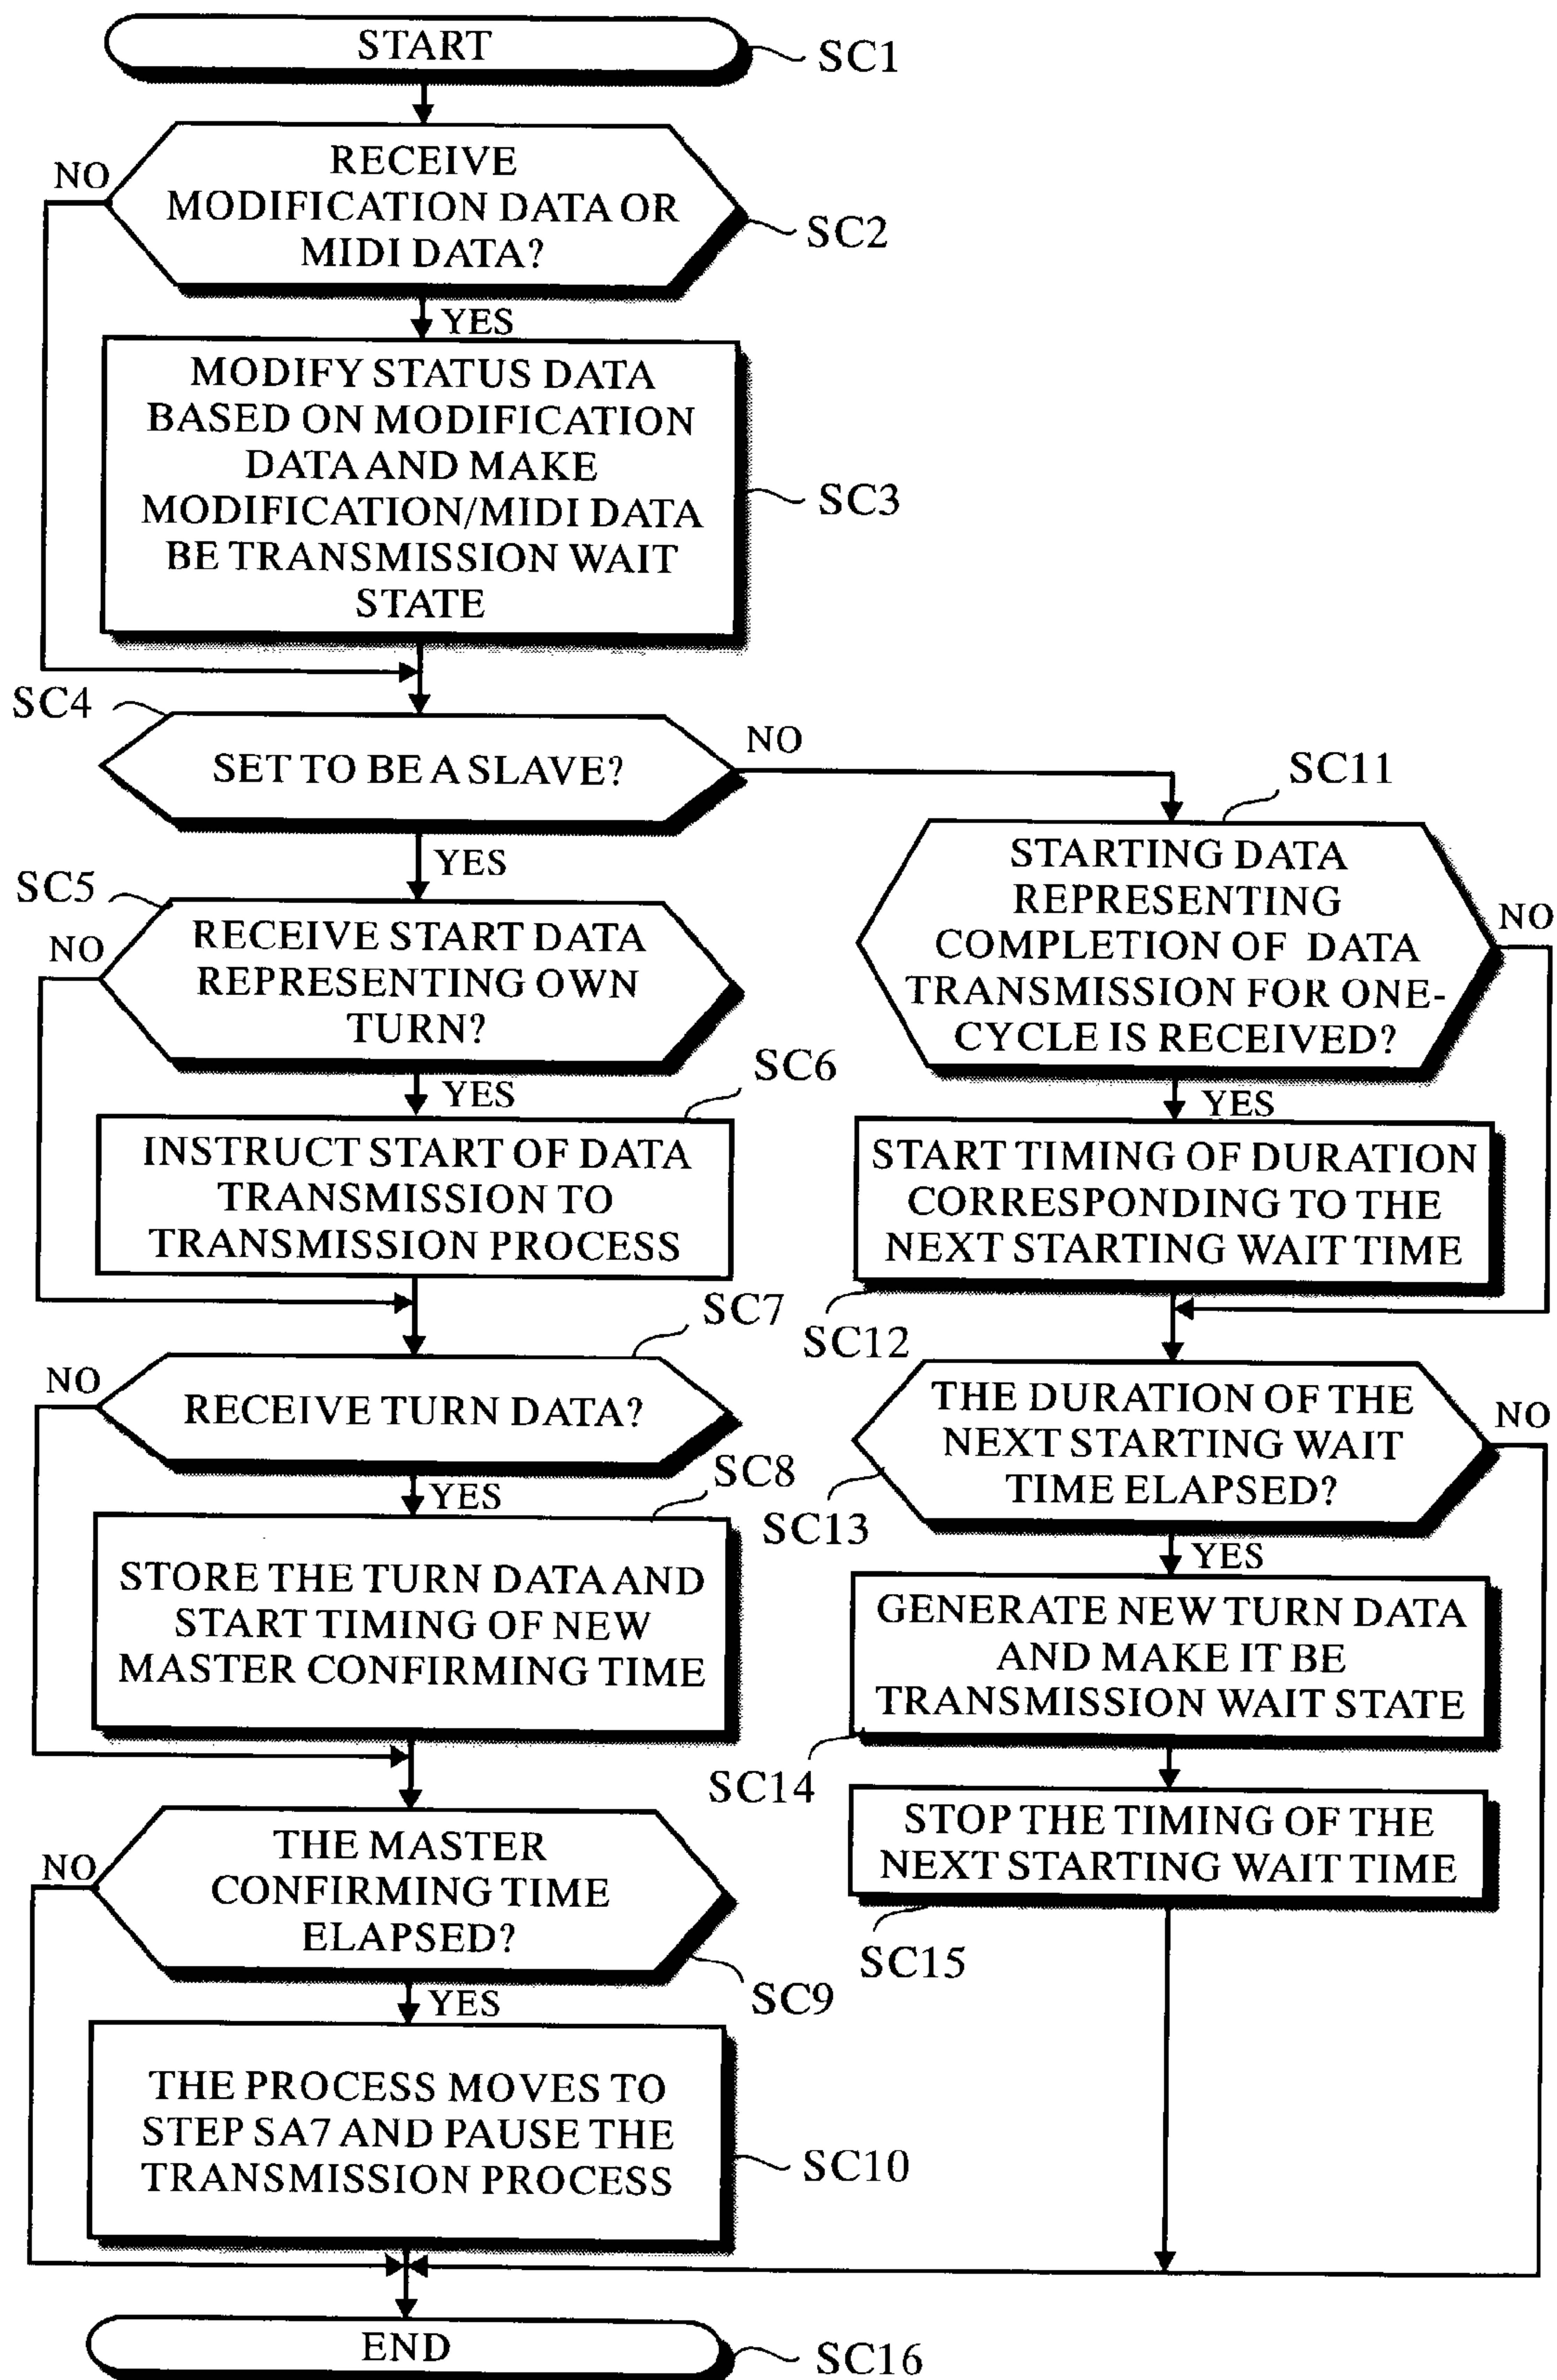 START
SC1
RECEIVE
MODIFICATION DATA OR
MIDI DATA?
NO
SC2
YES
MODIFY STATUS DATA
BASED ON MODIFICATION
DATA AND MAKE
MODIFICATION/MIDI DATA
BE TRANSMISSION WAIT
STATE
SC3
SC4
SET TO BE A SLAVE?
NO
YES
SC5
RECEIVE START DATA
REPRESENTING OWN
TURN?
NO
YES
SC6
INSTRUCT START OF DATA
TRANSMISSION TO
TRANSMISSION PROCESS
SC7
RECEIVE TURN DATA?
NO
YES
SC8
STORE THE TURN DATA AND
START TIMING OF NEW
MASTER CONFIRMING TIME
THE MASTER
CONFIRMING TIME
ELAPSED?
NO
SC9
YES
THE PROCESS MOVES TO
STEP SA7 AND PAUSE THE
TRANSMISSION PROCESS
SC10
SC11
STARTING DATA
REPRESENTING
COMPLETION OF DATA
TRANSMISSION FOR ONE-
CYCLE IS RECEIVED?
NO
YES
START TIMING OF DURATION
CORRESPONDING TO THE
NEXT STARTING WAIT TIME
SC12
THE DURATION OF THE
NEXT STARTING WAIT
TIME ELAPSED?
NO
SC13
YES
GENERATE NEW TURN DATA
AND MAKE IT BE
TRANSMISSION WAIT STATE
SC14
STOP THE TIMING OF THE
NEXT STARTING WAIT TIME
SC15
END
SC16